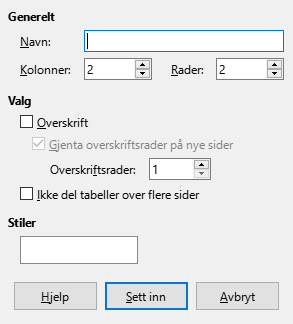 Generelt
Navn:
Kolonner: 2 Rader: 2
Valg
Overskrift
Gjenta overskriftsrader på nye sider
Overskriftsrader: 1
Ikke del tabeller over flere sider
Stiler
Hjelp Sett inn Avbryt